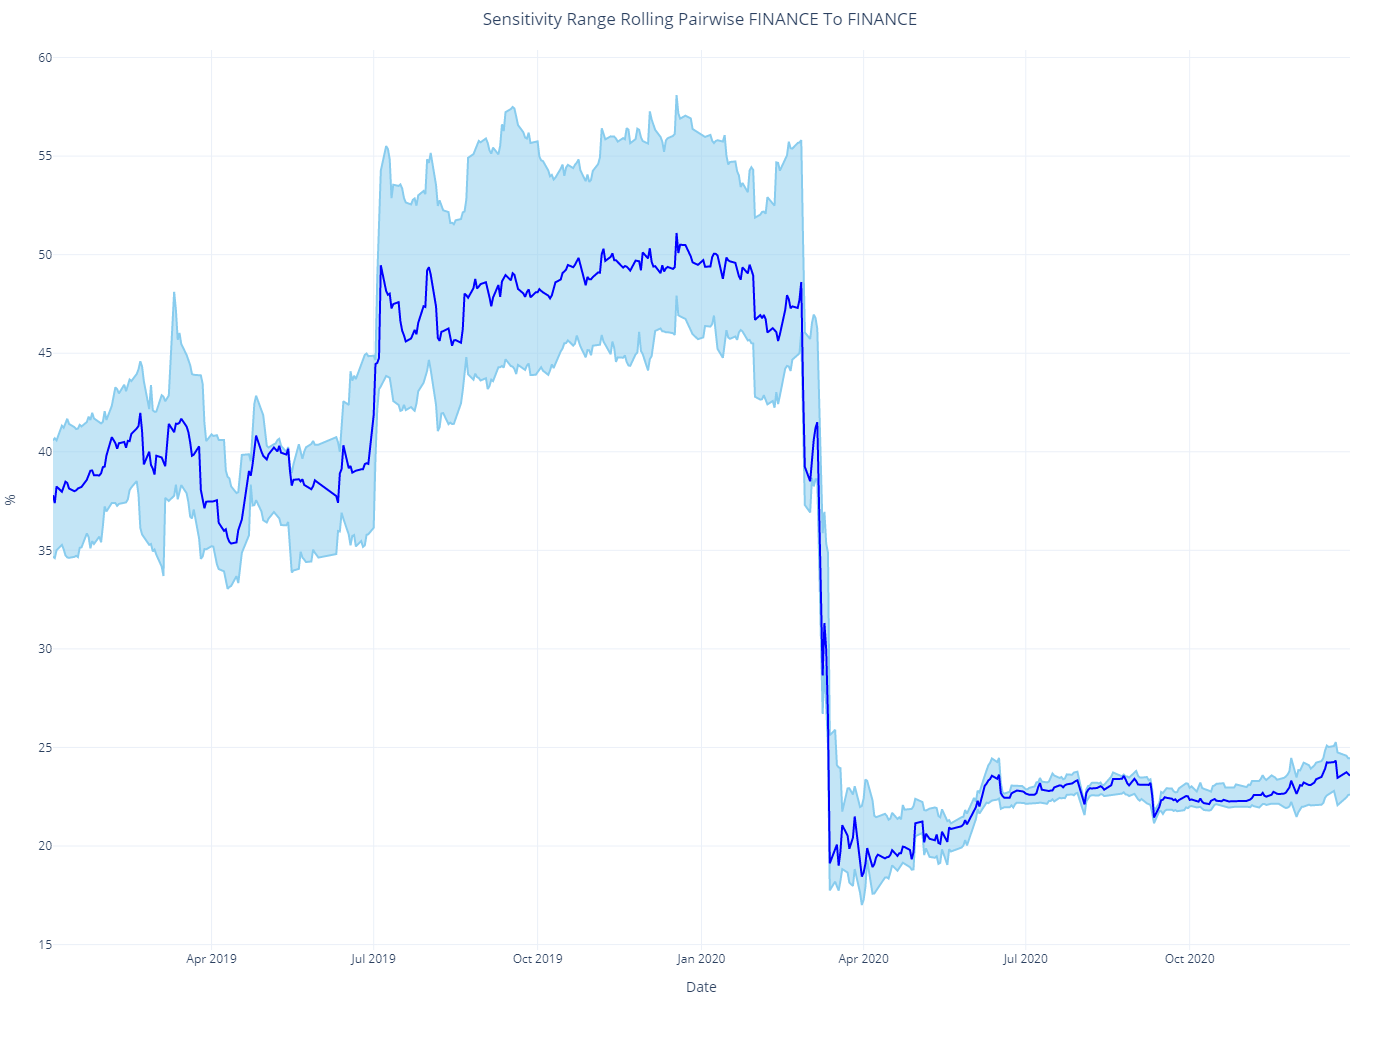 Sensitivity Range Rolling Pairwise FINANCE To FINANCE
60
55
50
45
40
35
30
25
20
15
%
Apr 2019
Jul 2019
Oct 2019
Jan 2020
Apr 2020
Jul 2020
Oct 2020
Date